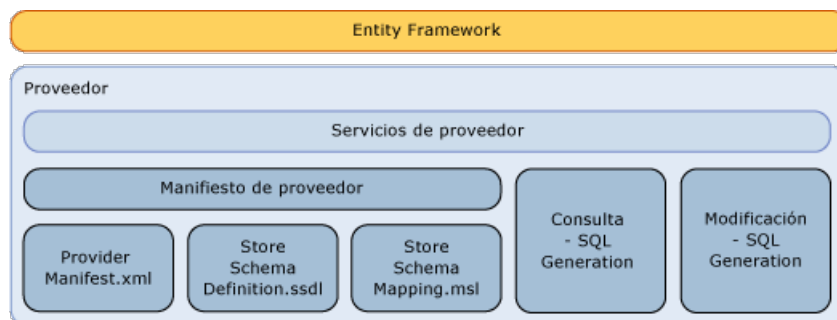 Entity Framework
Proveedor
Servicios de proveedor
Manifiesto de proveedor
Provider
Manifest.xml
Store
Schema
Definition.ssdl
Store
Schema
Mapping.msl
Consulta
- SQL
Generation
Modificación
- SQL
Generation